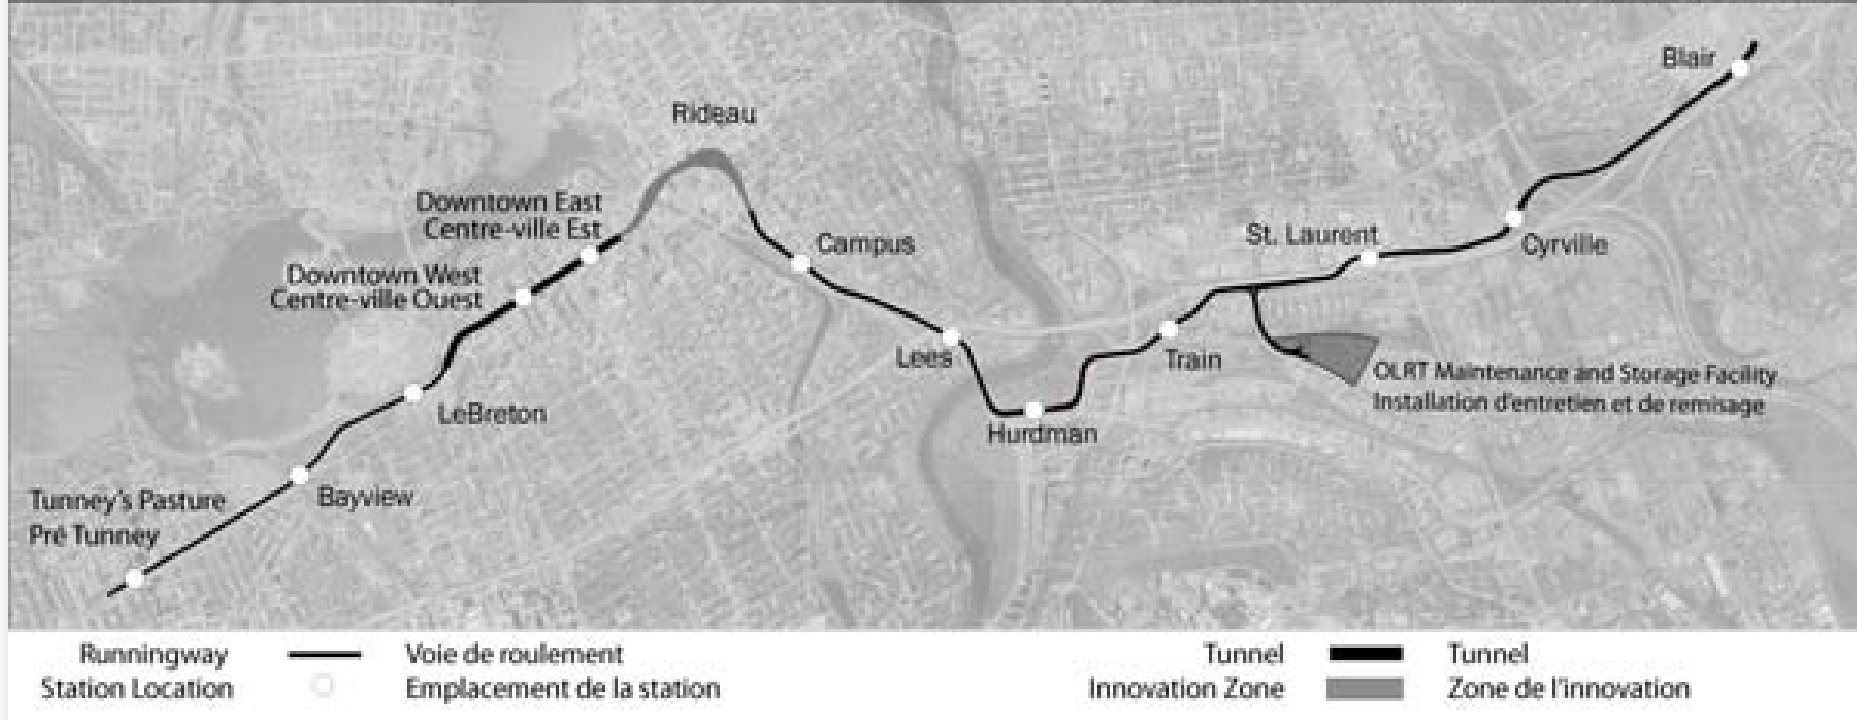 Blair
Rideau
Downtown East
Centre-ville Est
Campus
St. Laurent
Cyrville
Downtown West
Centre-ville Ouest
Lees
Train
OLRT Maintenance and Storage Facility
Installation d'entretien et de remisage
LeBreton
Hurdman
Tunney's Pasture
Pré Tunney
Bayview
Runningway Voie de roulement
Station Location Emplacement de la station
Tunnel Tunnel
Innovation Zone Zone de l'innovation